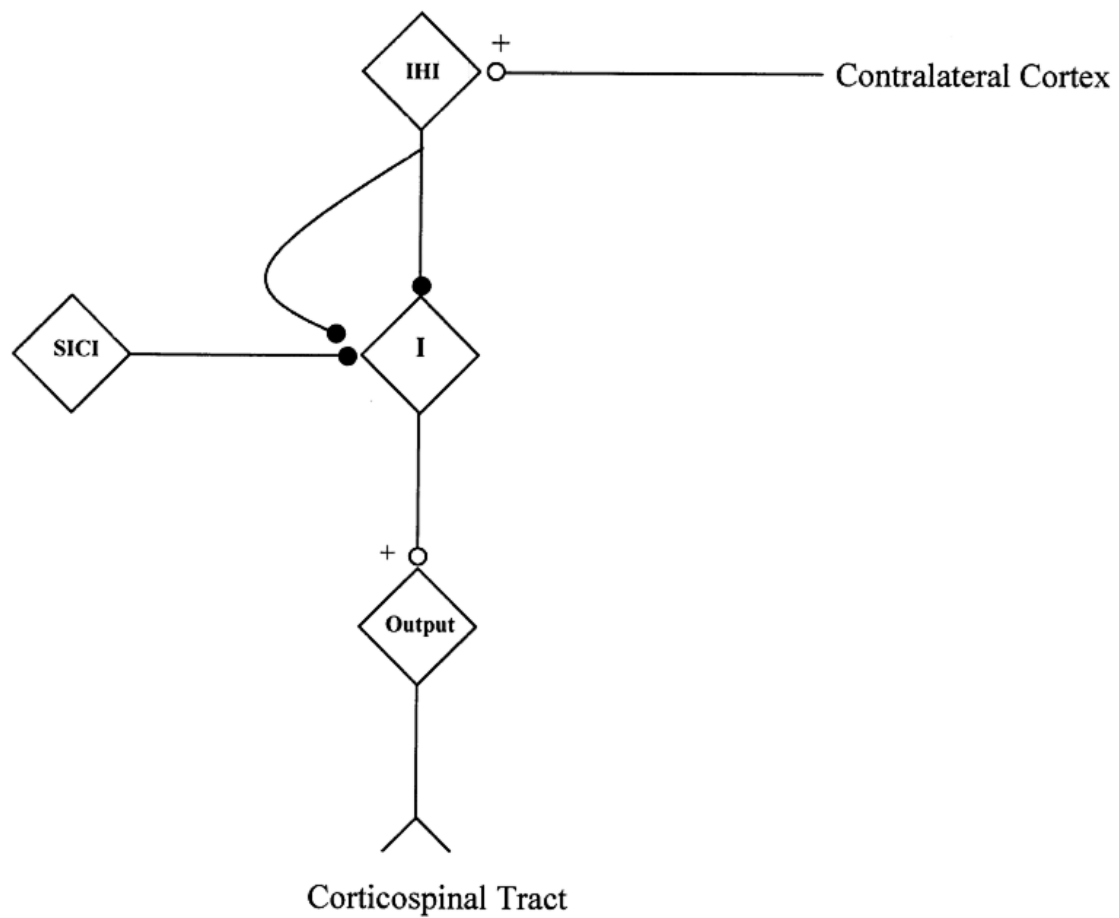 IHI
+
Contralateral Cortex
SICI
I
+
Output
Corticospinal Tract